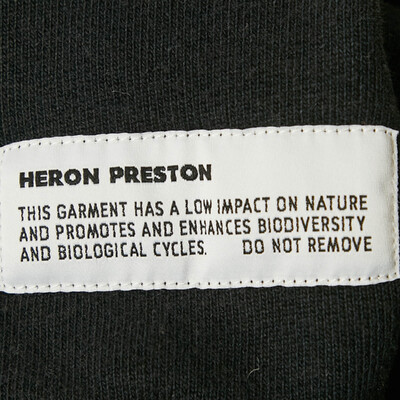 HERON PRESTON
THIS GARMENT HAS A LOW IMPACT ON NATURE
AND PROMOTES AND ENHANCES BIODIVERSITY
AND BIOLOGICAL CYCLES. DO NOT REMOVE